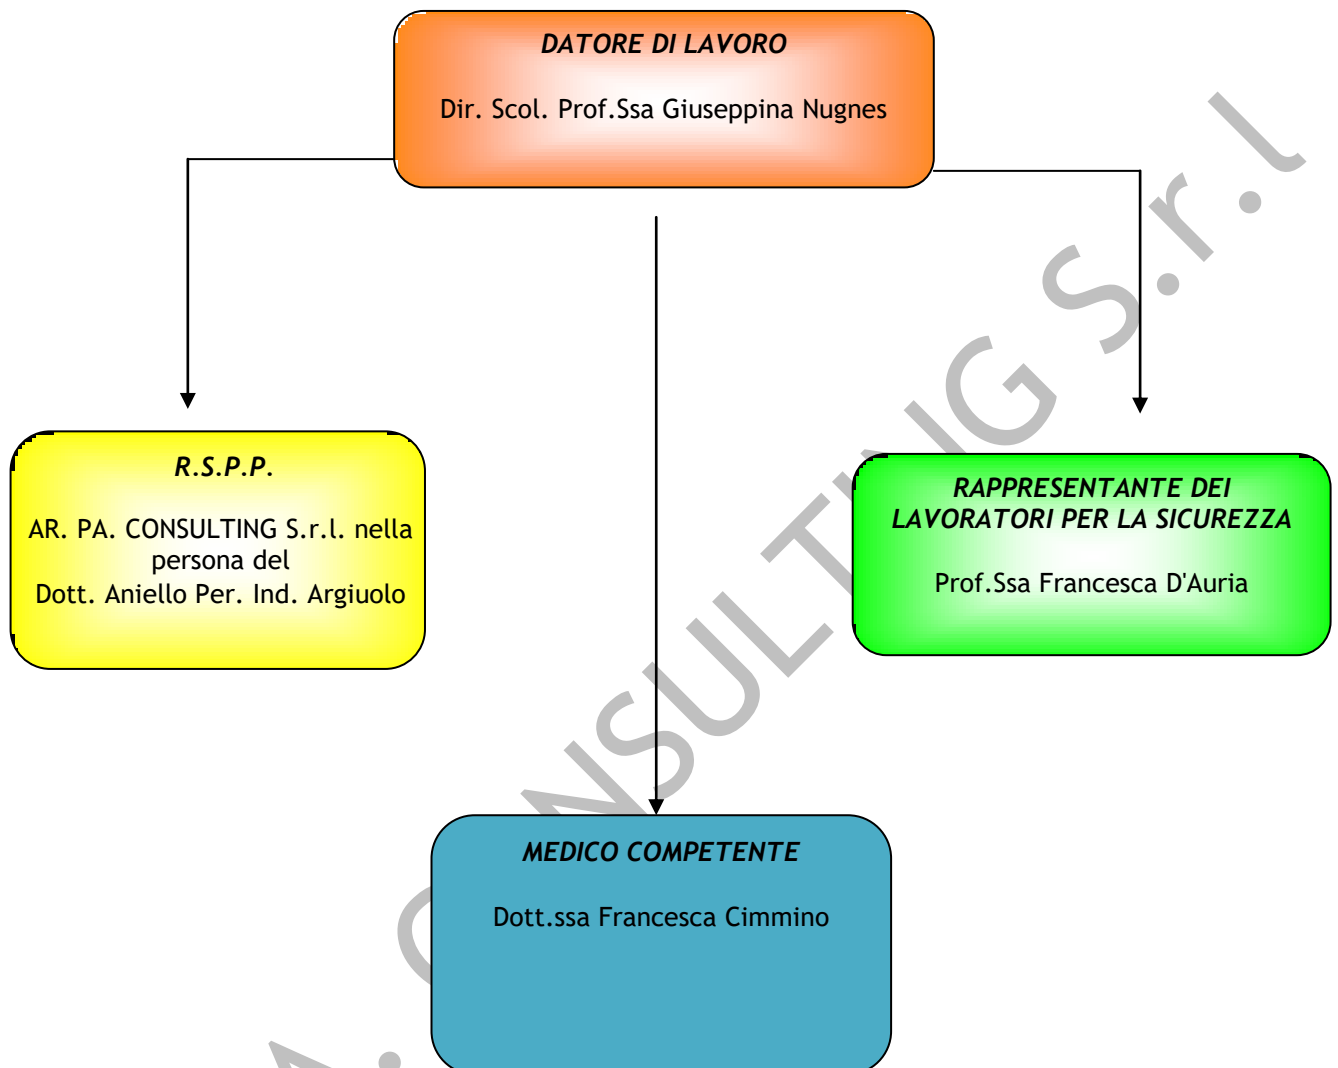 DATORE DI LAVORO
Dir. Scol. Prof.Ssa Giuseppina Nugnes
R.S.P.P.
AR. PA. CONSULTING S.r.l. nella
persona del
Dott. Aniello Per. Ind. Argiuolo
RAPPRESENTANTE DEI
LAVORATORI PER LA SICUREZZA
Prof.Ssa Francesca D'Auria
MEDICO COMPETENTE
Dott.ssa Francesca Cimmino
A. CONSULTING S.r.l